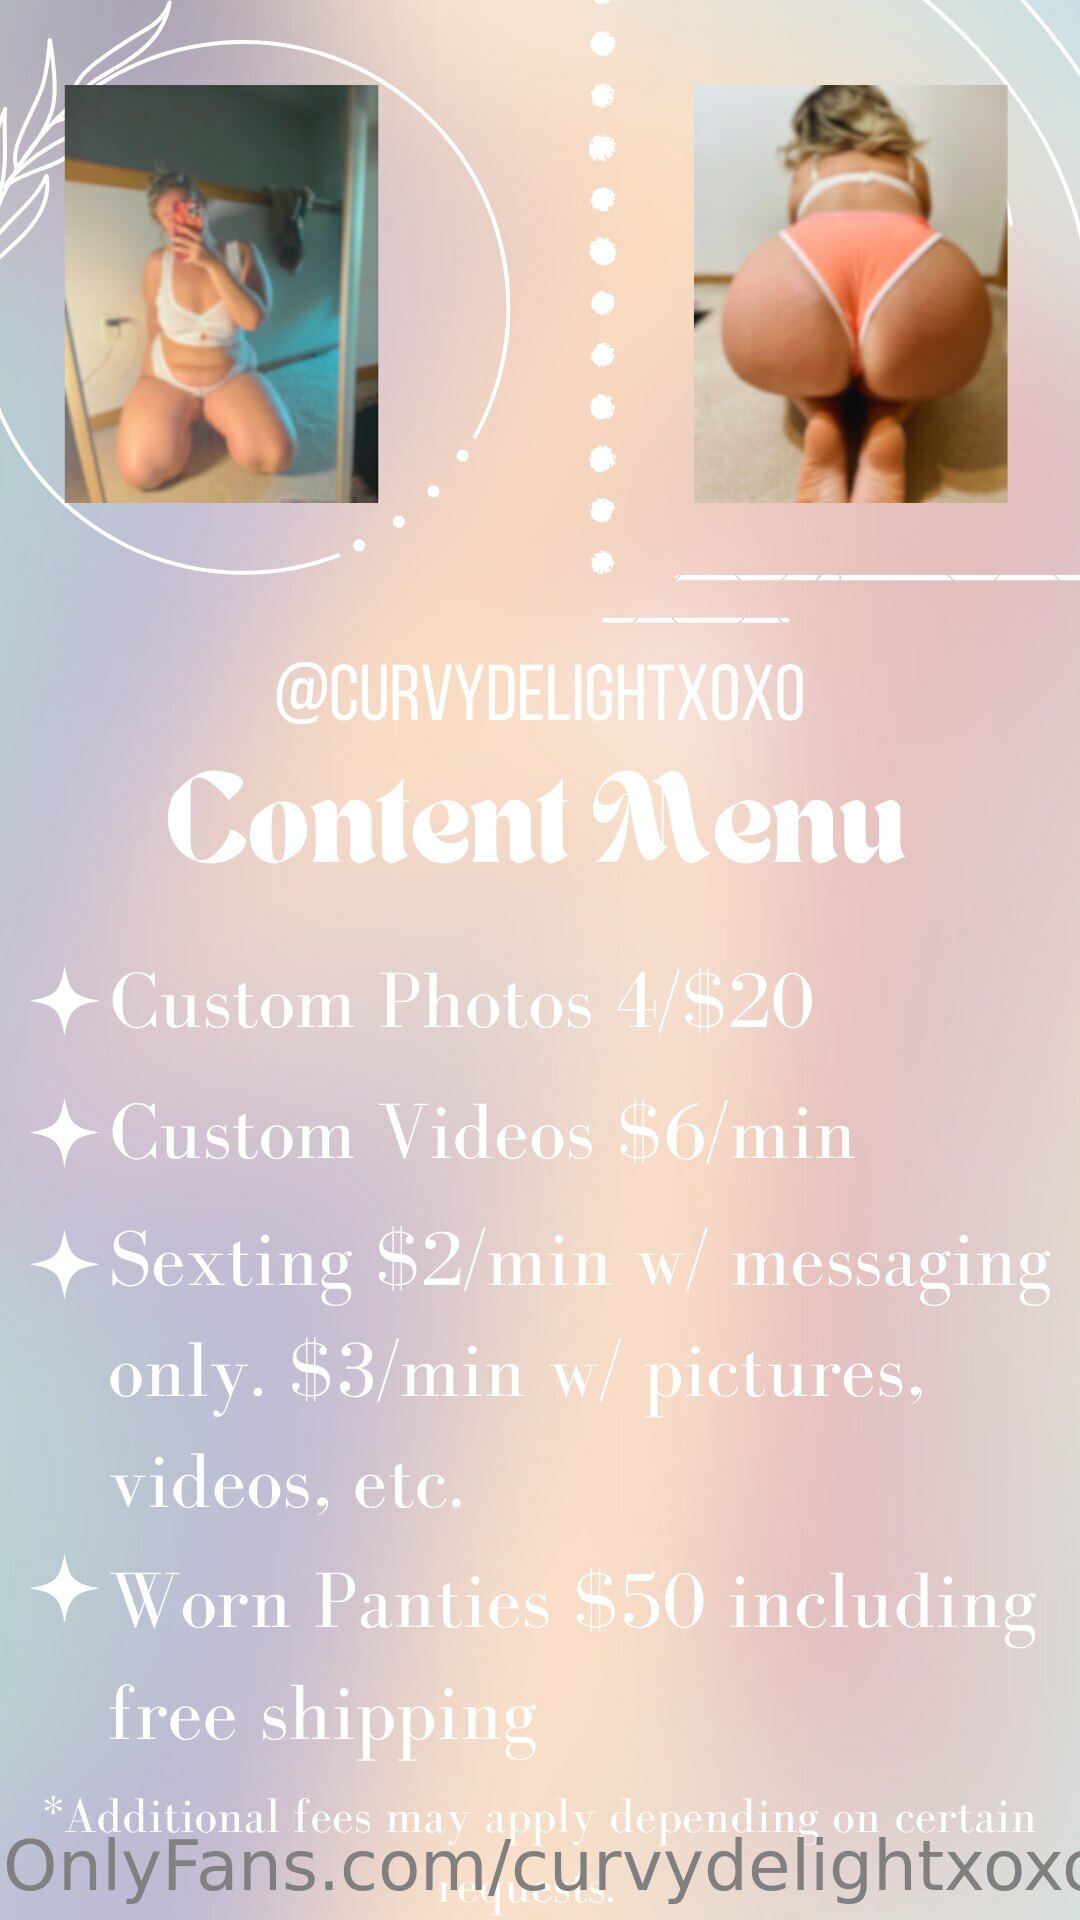 @CURVYDELIGHTXOXO
Content Menu
Custom Photos 4/$20
Custom Videos $6/min
Sexting $2/min w/ messaging
only. $3/min w/ pictures,
videos, etc.
Worn Panties $50 including
free shipping
*Additional fees may apply depending on certain
requests.
OnlyFans.com/curvydelightxoxo